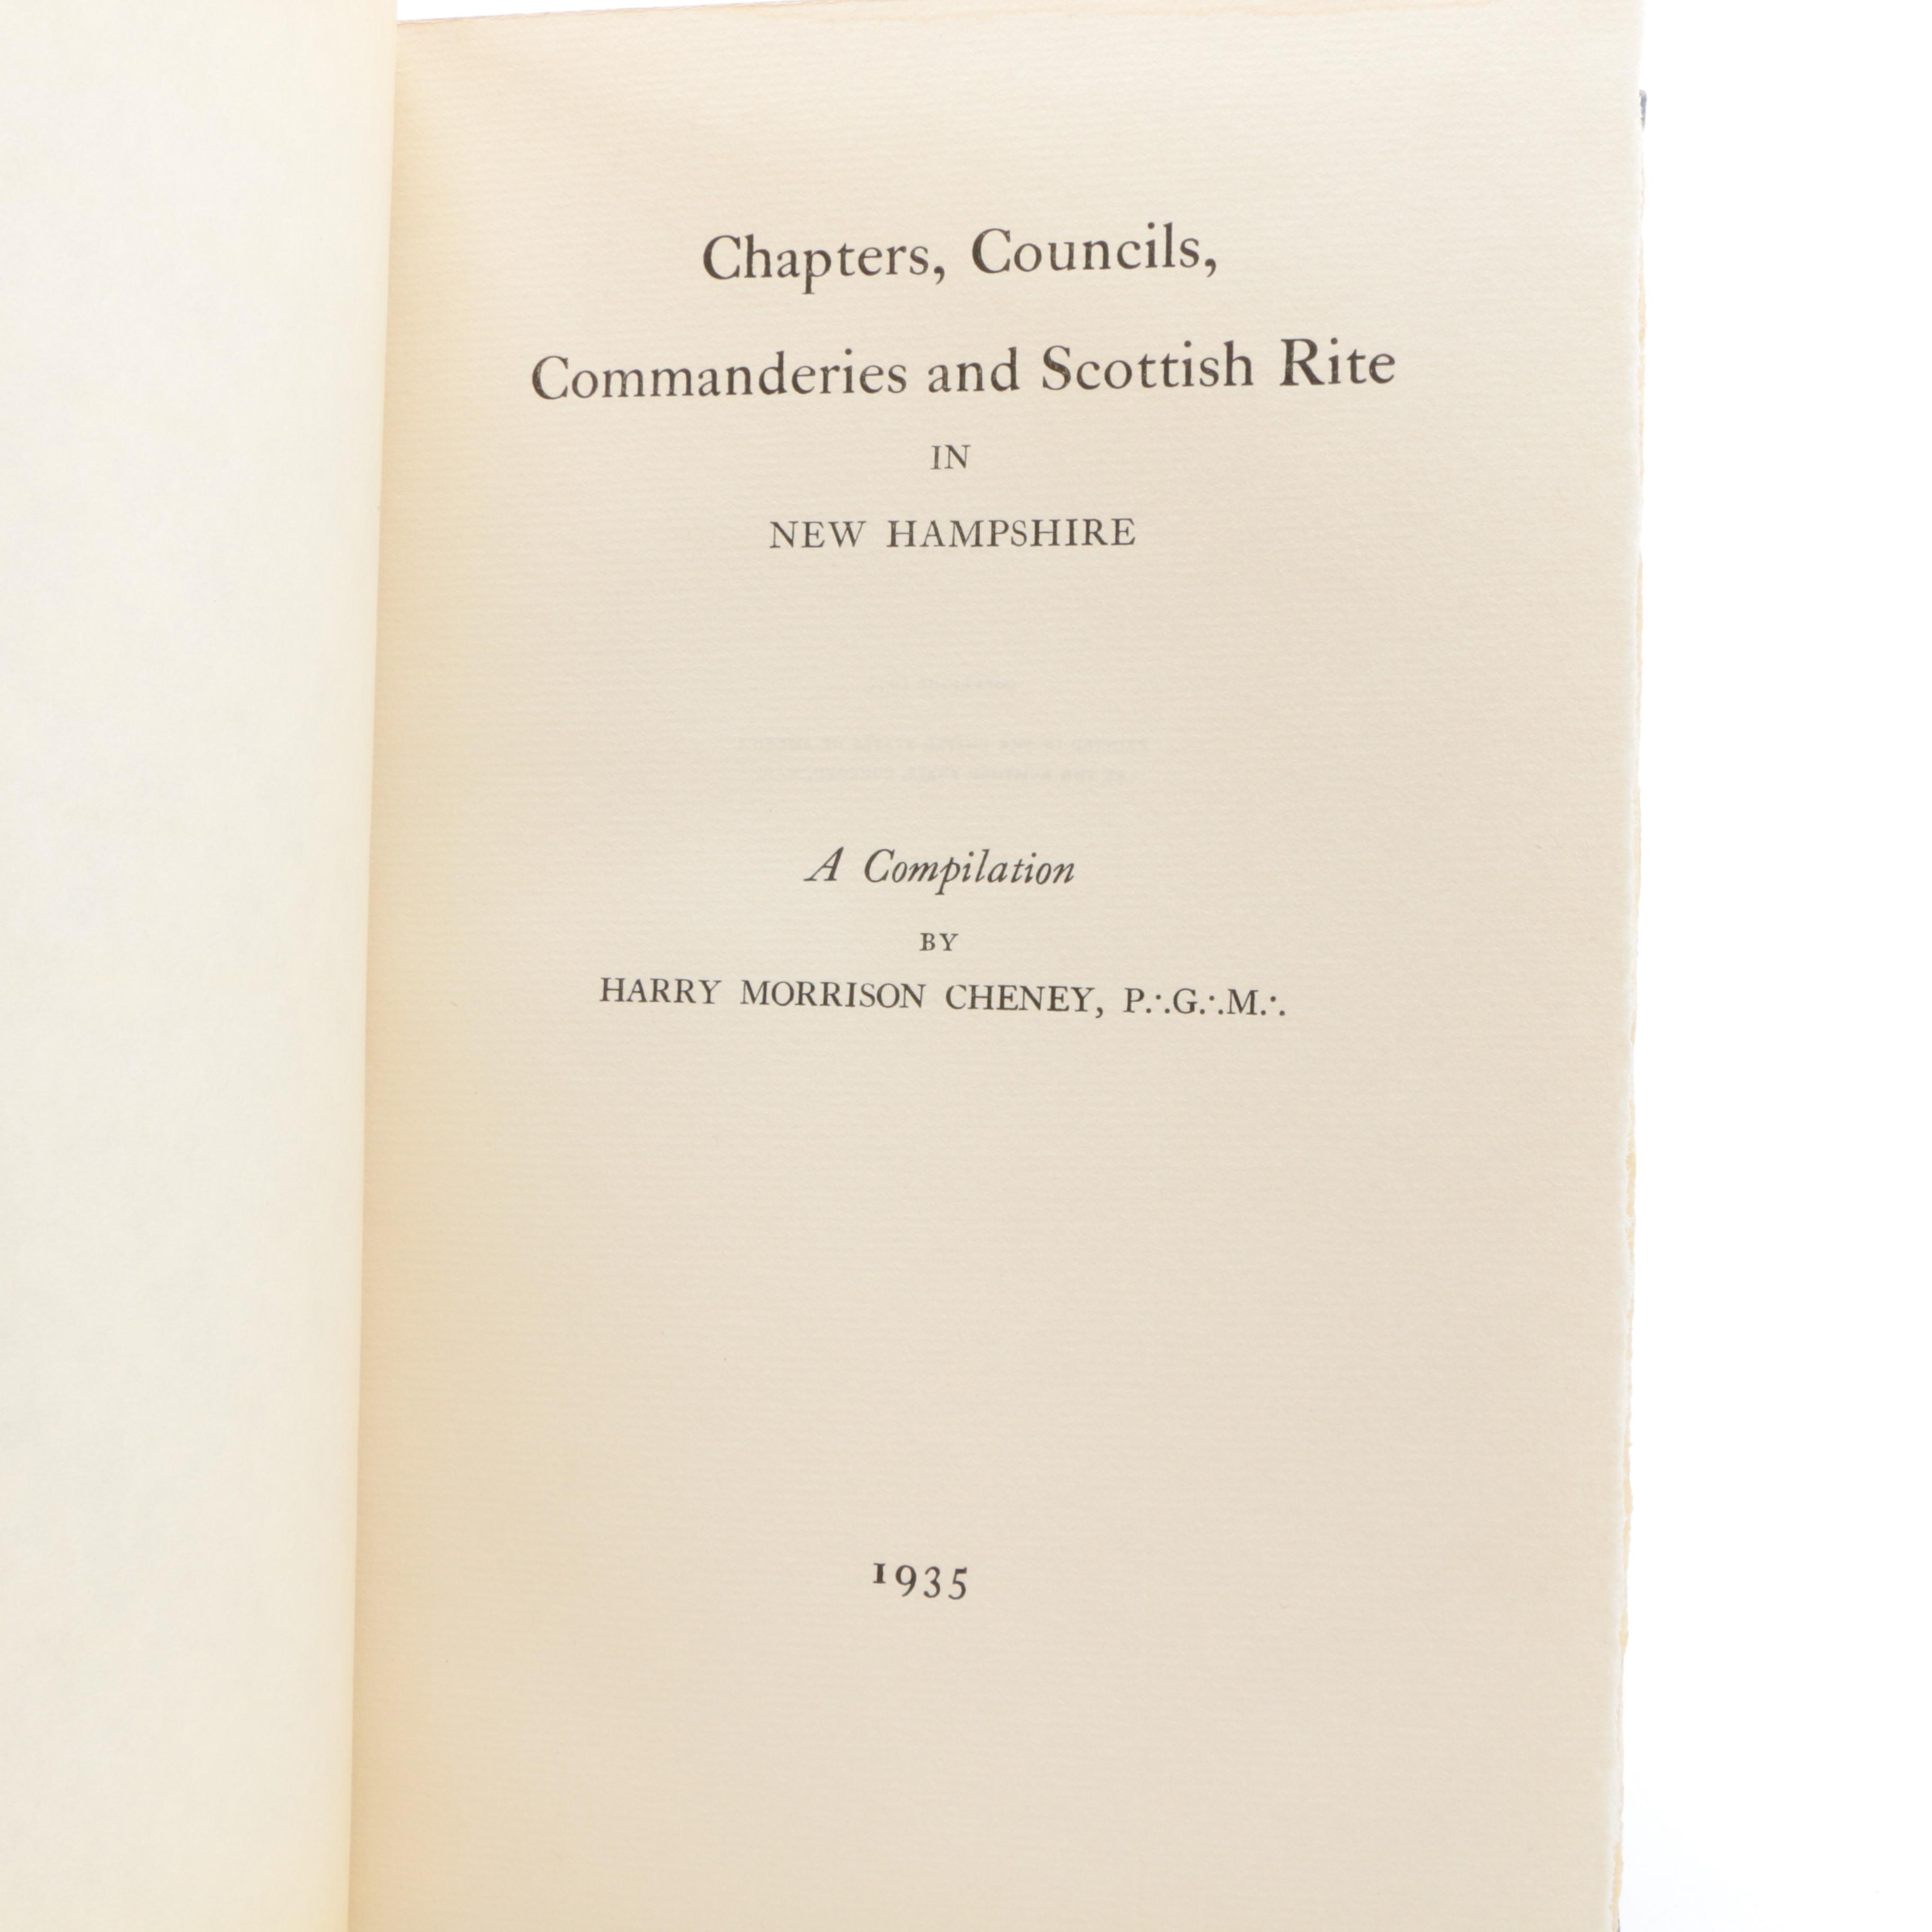 Chapters, Councils,
Commanderies and Scottish Rite
IN
NEW HAMPSHIRE
A Compilation
BY
HARRY MORRISON CHENEY, P.∴G.∴M.∴
1935